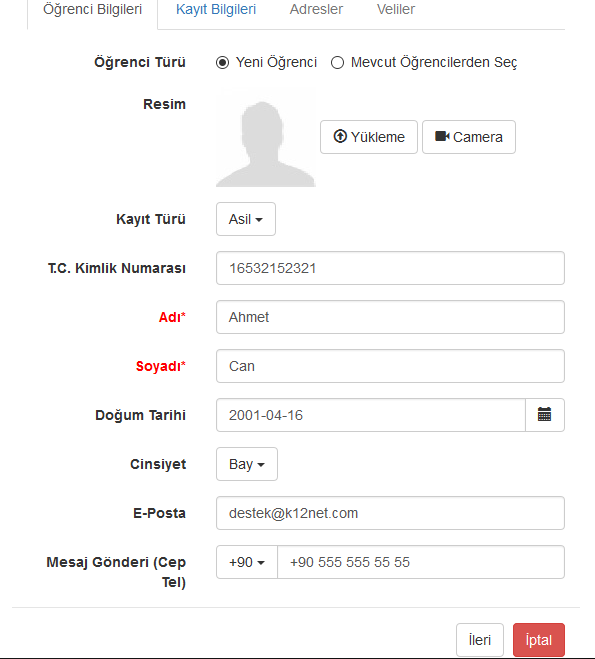 Öğrenci Bilgileri Kayıt Bilgileri Adresler Veliler
Öğrenci Türü Yeni Öğrenci Mevcut Öğrencilerden Seç
Resim
Yükleme Camera
Kayıt Türü Asil
T.C. Kimlik Numarası 16532152321
Adı* Ahmet
Soyadı* Can
Doğum Tarihi 2001-04-16
Cinsiyet Bay
E-Posta destek@k12net.com
Mesaj Gönderi (Cep +90 +90 555 555 55 55
Tel)
İleri İptal